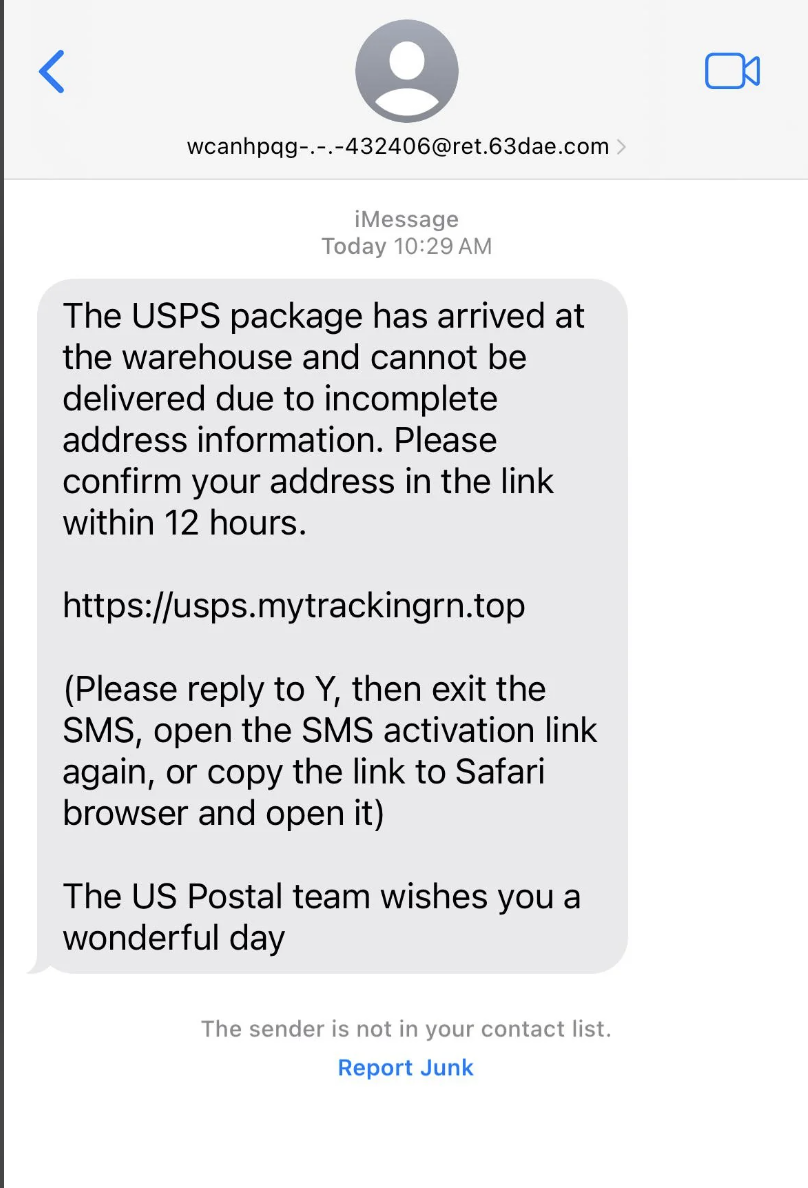 wcanhpqg-.-.-432406@ret.63dae.com
iMessage
Today 10:29 AM
The USPS package has arrived at
the warehouse and cannot be
delivered due to incomplete
address information. Please
confirm your address in the link
within 12 hours.
https://usps.mytrackingrn.top
(Please reply to Y, then exit the
SMS, open the SMS activation link
again, or copy the link to Safari
browser and open it)
The US Postal team wishes you a
wonderful day
The sender is not in your contact list.
Report Junk